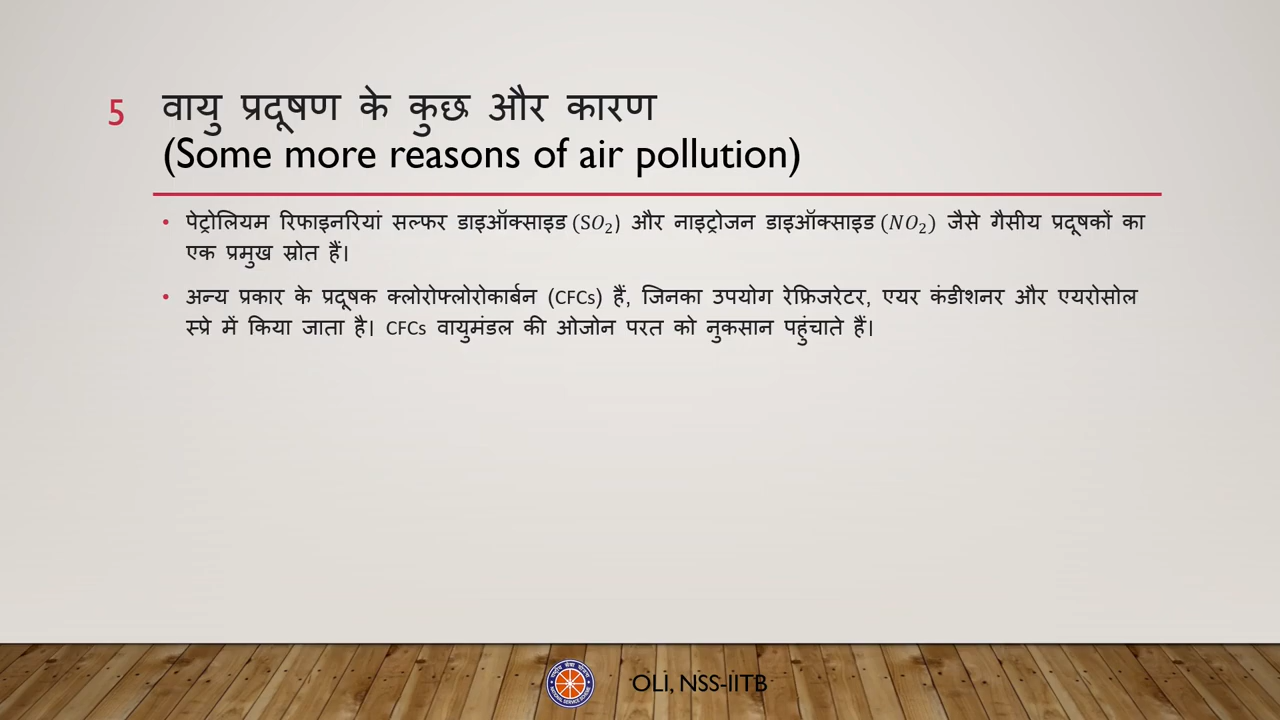 5
वायु प्रदूषण के कुछ और कारण
(Some more reasons of air pollution)
• पेट्रोलियम रिफाइनरियां सल्फर डाइऑक्साइड (SO₂) और नाइट्रोजन डाइऑक्साइड (NO₂) जैसे गैसीय प्रदूषकों का
एक प्रमुख स्रोत हैं।
• अन्य प्रकार के प्रदूषक क्लोरोफ्लोरोकार्बन (CFCs) हैं, जिनका उपयोग रेफ्रिजरेटर, एयर कंडीशनर और एयरोसोल
स्प्रे में किया जाता है। CFCs वायुमंडल की ओजोन परत को नुकसान पहुंचाते हैं।
OLI, NSS-IITB